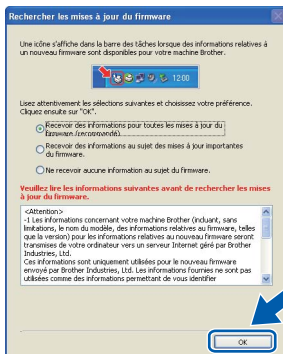 Rechercher les mises à jour du firmware
Une icône s'affiche dans la barre des tâches lorsque des informations relatives à
un nouveau firmware sont disponibles pour votre machine Brother.
12:00
Lisez attentivement les sélections suivantes et choisissez votre préférence.
Cliquez ensuite sur "OK".
Recevoir des informations pour toutes les mises à jour du
firmware (recommandé)
Recevoir des informations au sujet des mises à jour importantes
du firmware.
Ne recevoir aucune information au sujet du firmware.
Veuillez lire les informations suivantes avant de rechercher les mises
à jour du firmware.
<Attention>
-1 Les informations concernant votre machine Brother (incluant, sans
limitations, le nom du modèle, des informations relatives au firmware, telles
que la version) pour les informations relatives au nouveau firmware seront
transmises de votre ordinateur vers un serveur Internet géré par Brother
Industries, Ltd.
Ces informations sont uniquement utilisées pour le nouveau firmware
envoyé par Brother Industries, Ltd. Les informations fournies ne sont pas
utilisées comme des informations permettant de vous identifier
OK